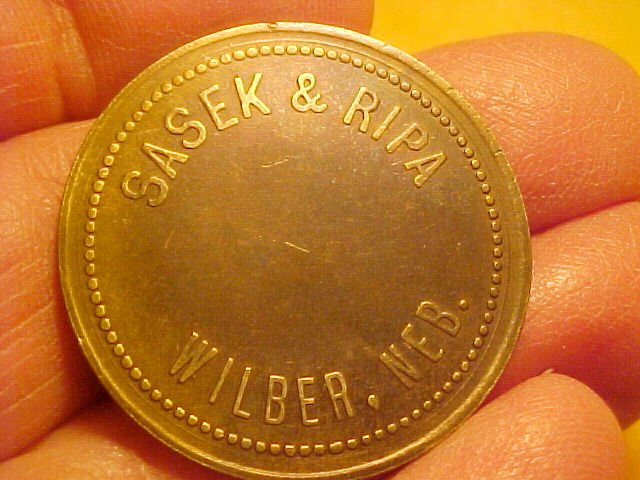 SASEK & RIPA
WILBER, NEB.